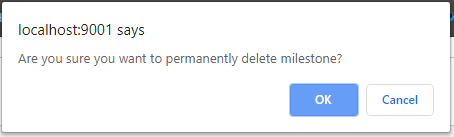 localhost:9001 says
Are you sure you want to permanently delete milestone?
OK
Cancel